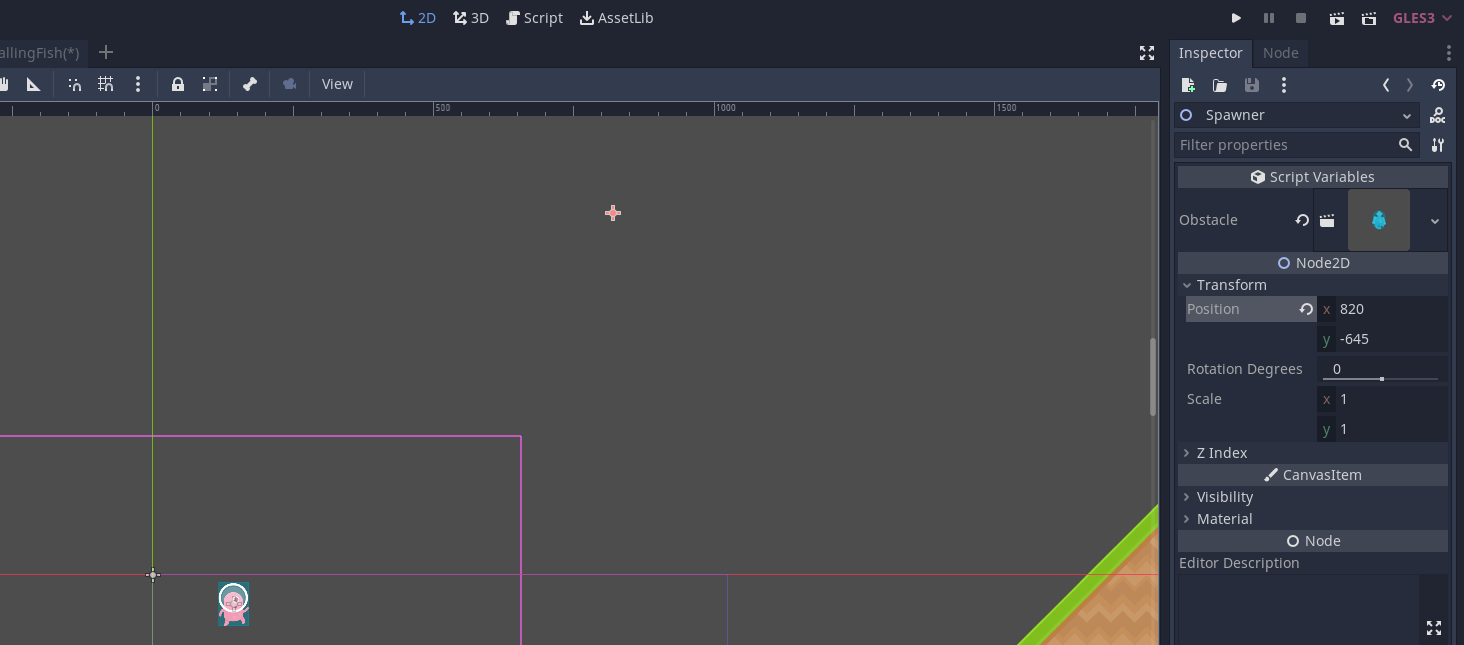 2D 3D Script AssetLib GLES3
allingFish(*) Inspector Node
View
0 500 1000 1500
Spawner DOC
Filter properties
Script Variables
Obstacle
Node2D
Transform
Position x 820
y -645
Rotation Degrees 0
Scale x 1
y 1
Z Index
CanvasItem
Visibility
Material
Node
Editor Description